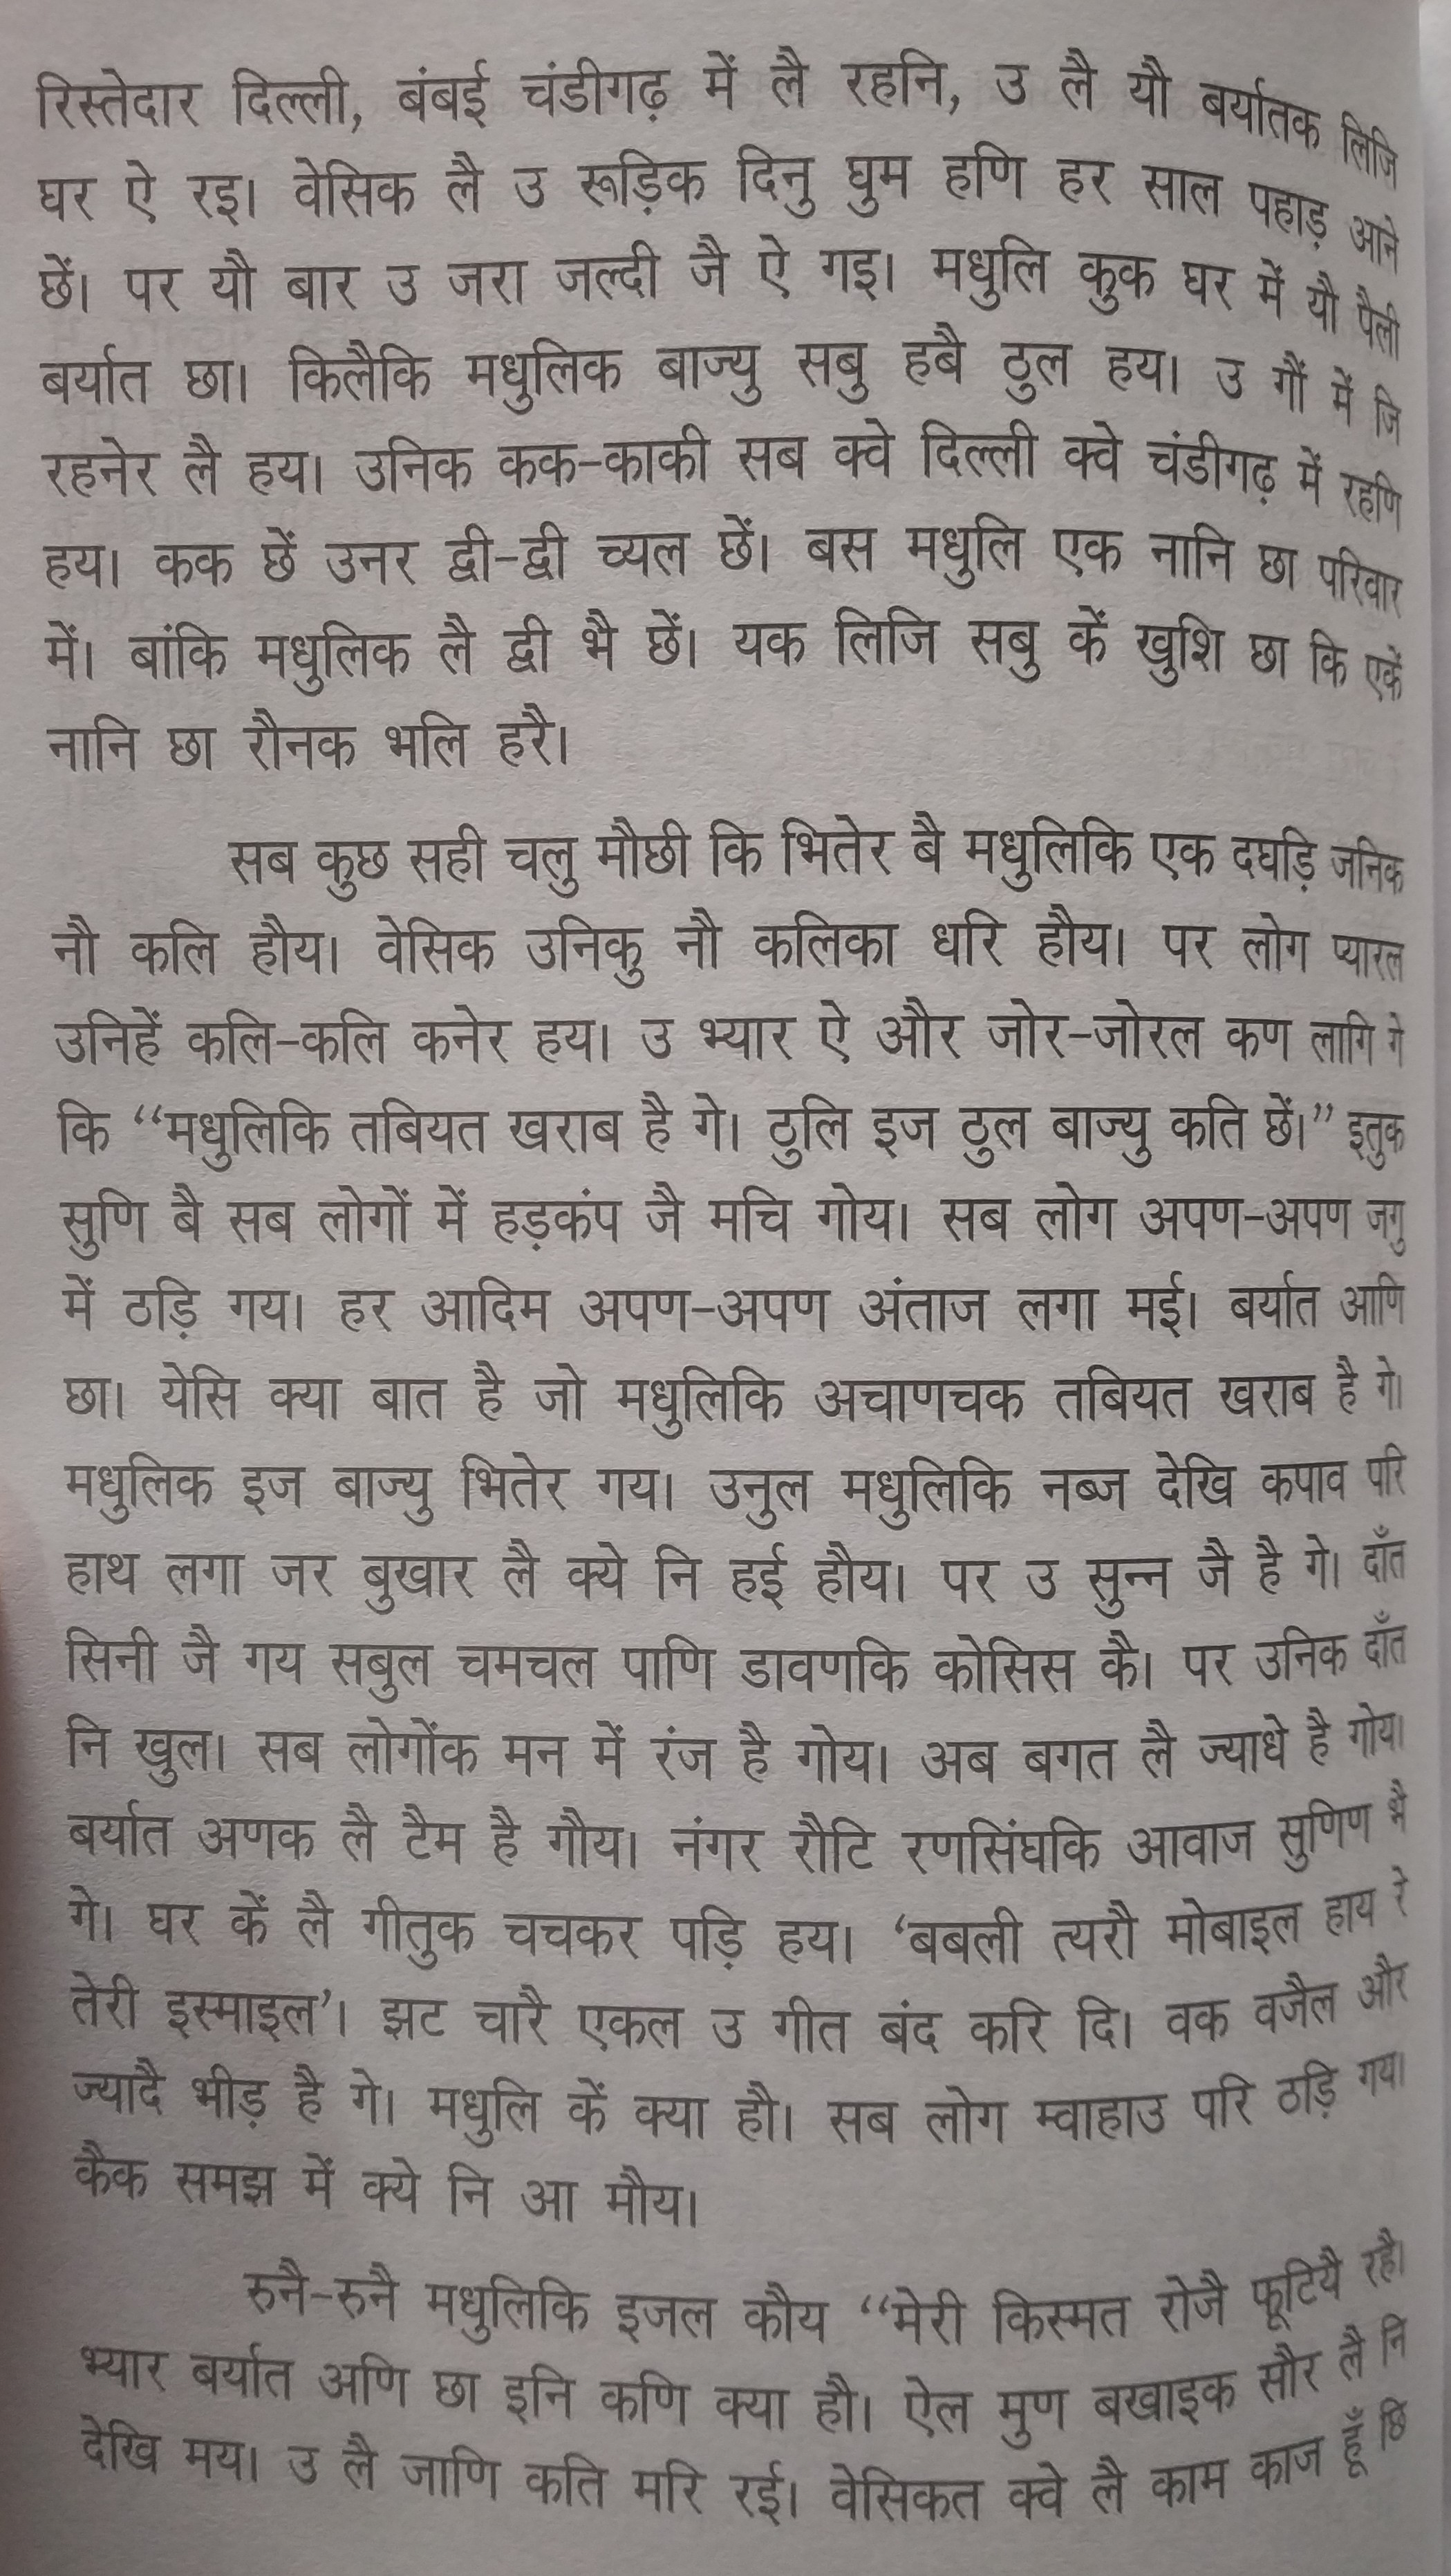 रिस्तेदार दिल्ली, बंबई चंडीगढ़ में लै रहनि, उ लै यौ बर्यातक लिजि
घर ऐ रइ। वेसिक लै उ रूड़िक दिनु घुम हणि हर साल पहाड़ आने
छें। पर यौ बार उ जरा जल्दी जै ऐ गइ। मधुलि कुक घर में यौ पैली
बर्यात छा। किलैकि मधुलिक बाज्यु सबु हबै ठुल हय। उ गौं में जि
रहनेर लै हय। उनिक कक-काकी सब क्वे दिल्ली क्वे चंडीगढ़ में रहणि
हय। कक छें उनर द्वी-द्वी च्यल छें। बस मधुलि एक नानि छा परिवार
में। बांकि मधुलिक लै द्वी भै छें। यक लिजि सबु कें खुशि छा कि एकें
नानि छा रौनक भलि हरै।
सब कुछ सही चलु मौछी कि भितेर बै मधुलिकि एक दघड़ि जनिक
नौ कलि हौय। वेसिक उनिकु नौ कलिका धरि हौय। पर लोग प्यारल
उनिहें कलि-कलि कनेर हय। उ भ्यार ऐ और जोर-जोरल कण लागि गे
कि “मधुलिकि तबियत खराब है गे। ठुलि इज ठुल बाज्यु कति छें।” इतुक
सुणि बै सब लोगों में हड़कंप जै मचि गोय। सब लोग अपण-अपण जगु
में ठड़ि गय। हर आदिम अपण-अपण अंताज लगा मई। बर्यात आणि
छा। येसि क्या बात है जो मधुलिकि अचाणचक तबियत खराब है गे।
मधुलिक इज बाज्यु भितेर गय। उनुल मधुलिकि नब्ज देखि कपाव परि
हाथ लगा जर बुखार लै क्ये नि हई हौय। पर उ सुन्न जै है गे। दाँत
सिनी जै गय सबुल चमचल पाणि डावणकि कोसिस कै। पर उनिक दाँत
नि खुल। सब लोगोंक मन में रंज है गोय। अब बगत लै ज्याधे है गोय।
बर्यात अणक लै टैम है गौय। नंगर रौटि रणसिंघकि आवाज सुणिण भै
गे। घर कें लै गीतुक चचकर पड़ि हय। ‘बबली त्यरौ मोबाइल हाय रे
तेरी इस्माइल’। झट चारै एकल उ गीत बंद करि दि। वक वजैल और
ज्यादै भीड़ है गे। मधुलि कें क्या हौ। सब लोग म्वाहाउ परि ठड़ि गय।
कैक समझ में क्ये नि आ मौय।
रुनै-रुनै मधुलिकि इजल कौय “मेरी किस्मत रोजै फूटियै रहै।
भ्यार बर्यात अणि छा इनि कणि क्या हौ। ऐल मुण बखाइक सौर लै नि
देखि मय। उ लै जाणि कति मरि रई। वेसिकत क्वे लै काम काज हूँ छि